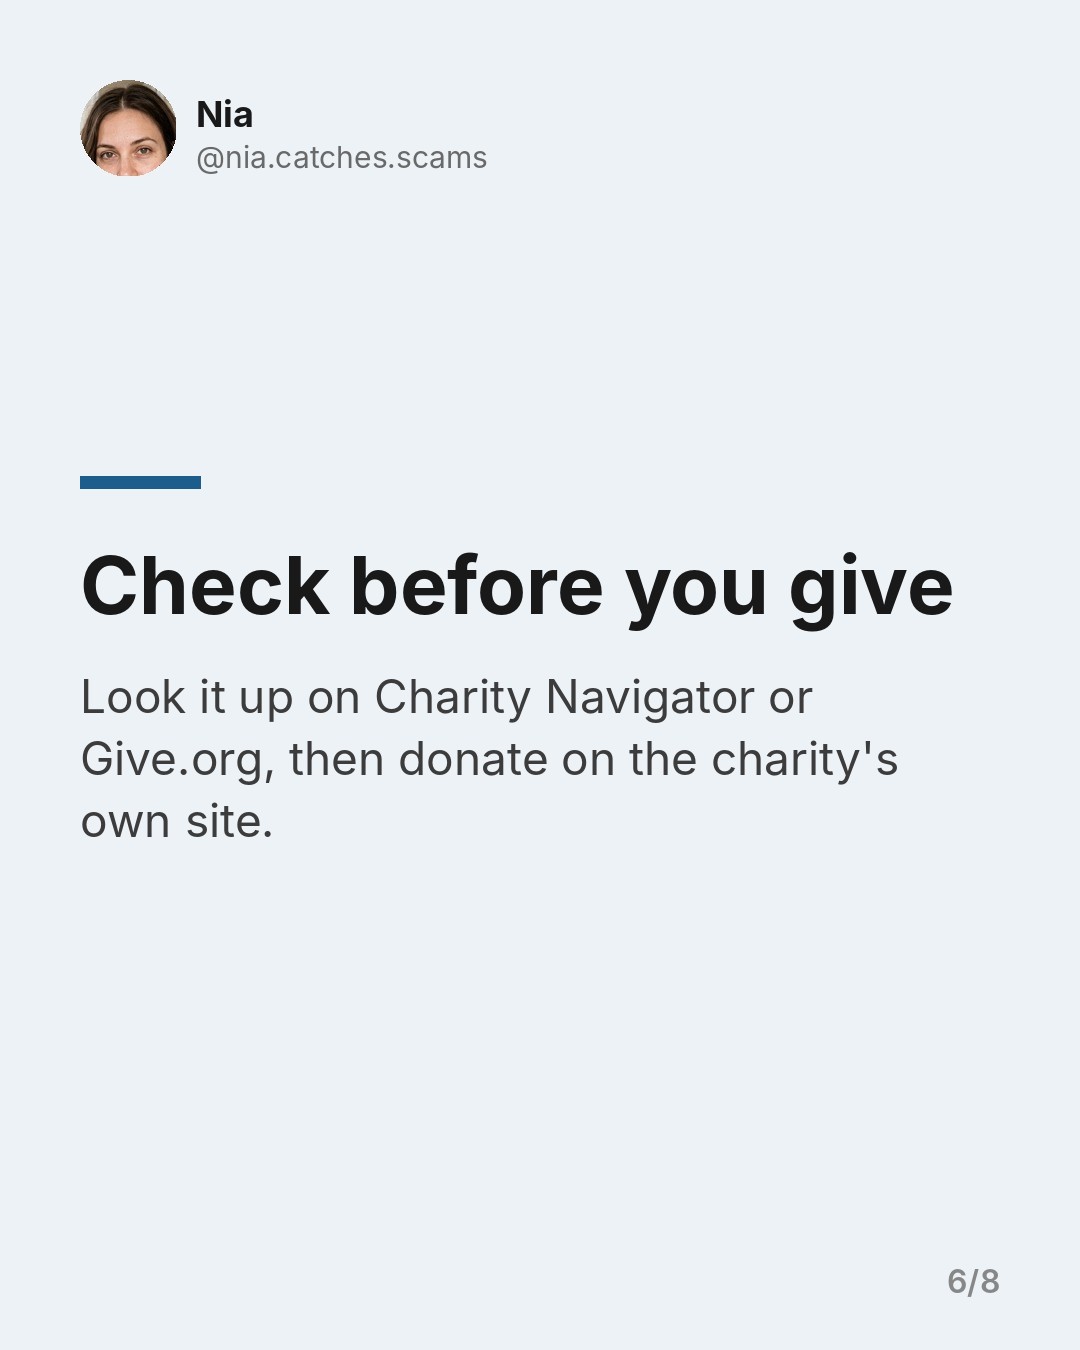 Nia
@nia.catches.scams
Check before you give
Look it up on Charity Navigator or
Give.org, then donate on the charity's
own site.
6/8